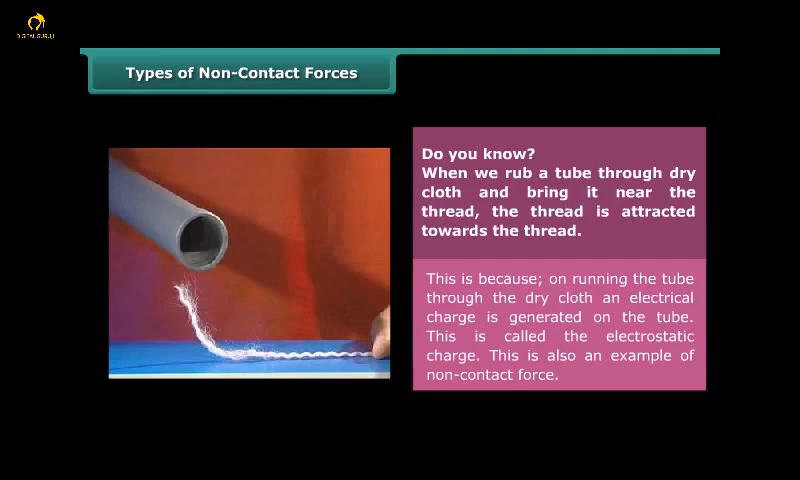 DIGITAL GURUJI
Types of Non-Contact Forces
Do you know?
When we rub a tube through dry
cloth and bring it near the
thread, the thread is attracted
towards the thread.
This is because; on running the tube
through the dry cloth an electrical
charge is generated on the tube.
This is called the electrostatic
charge. This is also an example of
non-contact force.